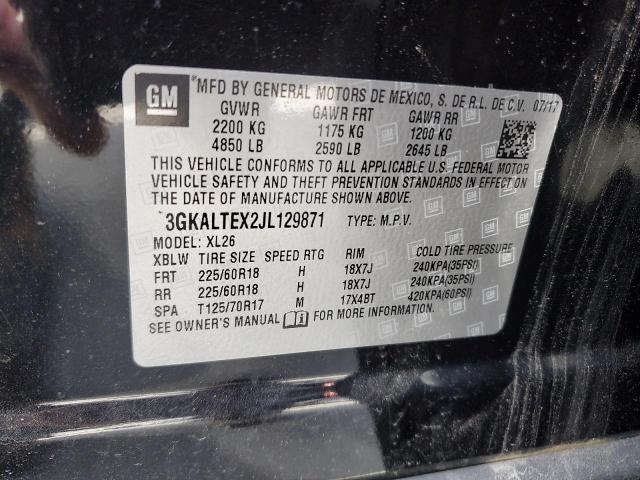 GM
*MFD BY GENERAL MOTORS DE MEXICO, S. DE R.L. DE C.V. 07/17
GVWR GAWR FRT GAWR RR
2200 KG 1175 KG 1200 KG
4850 LB 2590 LB 2645 LB
THIS VEHICLE CONFORMS TO ALL APPLICABLE U.S. FEDERAL MOTOR
VEHICLE SAFETY AND THEFT PREVENTION STANDARDS IN EFFECT ON
THE DATE OF MANUFACTURE SHOWN ABOVE
3GKALTEX2JL129871 TYPE: M.P.V.
MODEL: XL26
XBLW TIRE SIZE SPEED RTG RIM COLD TIRE PRESSURE
FRT 225/60R18 H 18X7J 240KPA(35PSI)
RR 225/60R18 H 18X7J 240KPA(35PSI)
SPA T125/70R17 M 17X4BT 420KPA(60PSI)
SEE OWNER'S MANUAL FOR MORE INFORMATION.